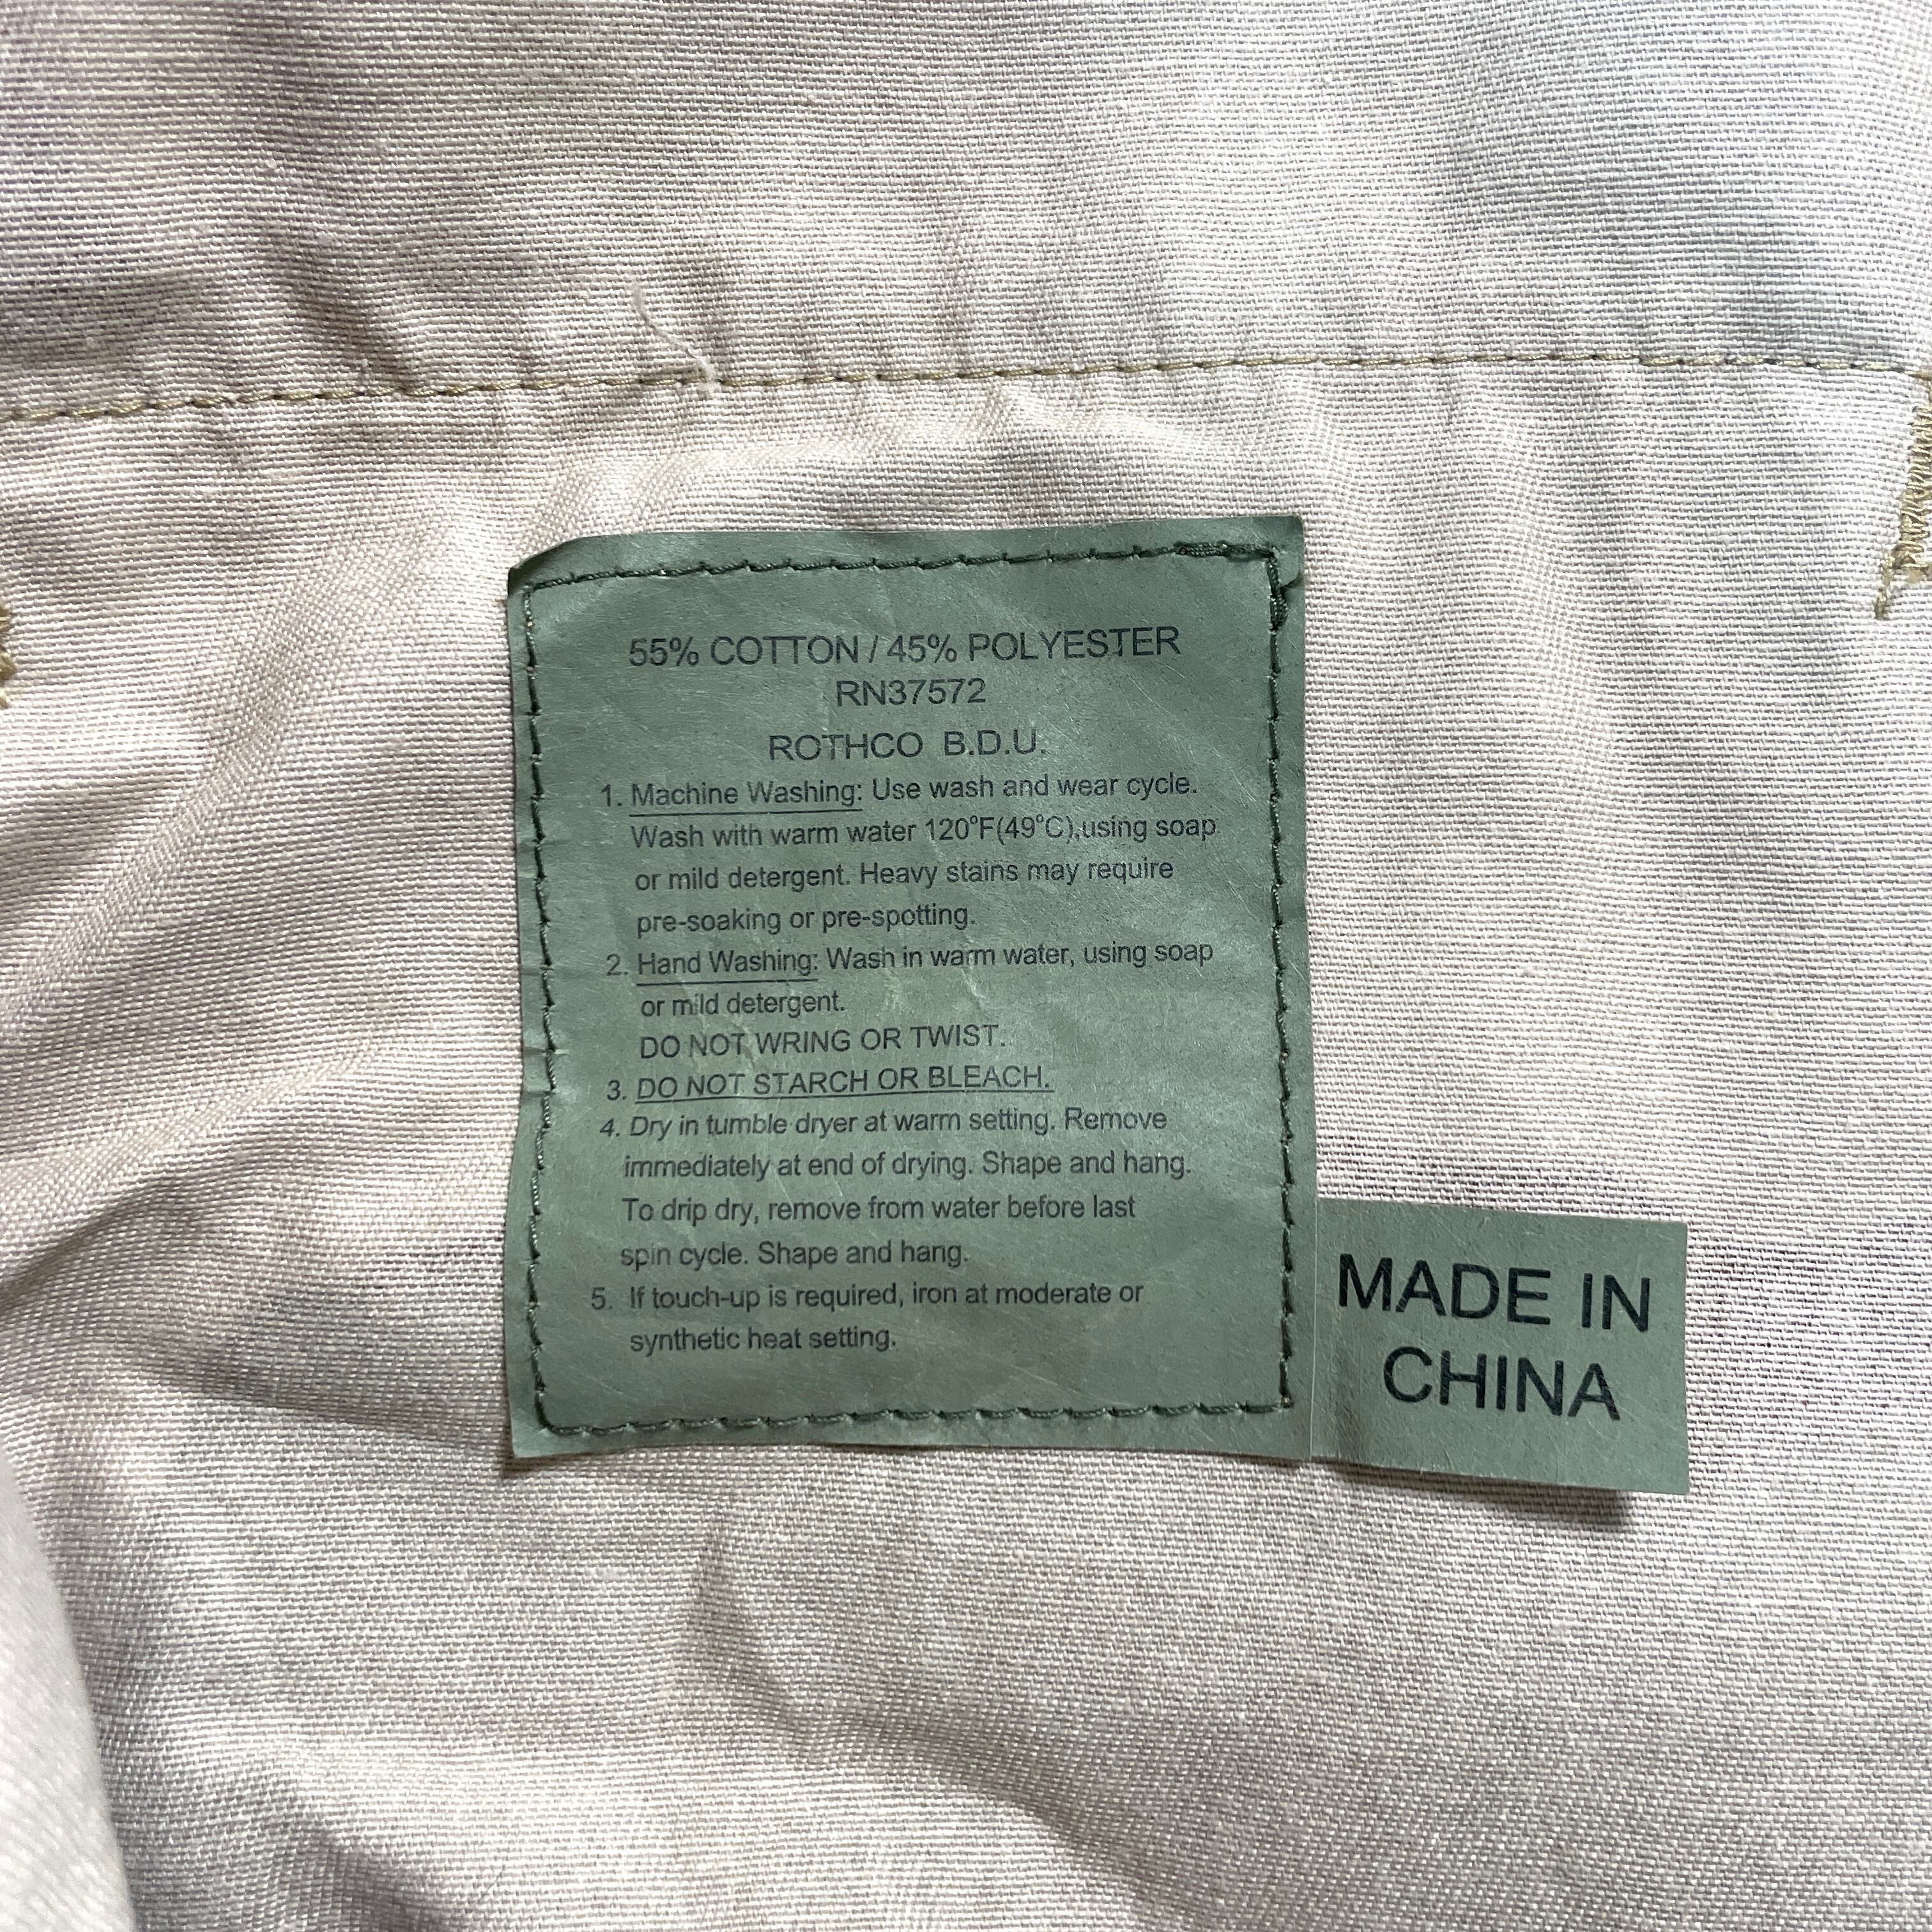 55% COTTON / 45% POLYESTER
RN37572
ROTHCO B.D.U.
1. Machine Washing: Use wash and wear cycle.
Wash with warm water 120°F(49°C),using soap
or mild detergent. Heavy stains may require
pre-soaking or pre-spotting.
2. Hand Washing: Wash in warm water, using soap
or mild detergent.
DO NOT WRING OR TWIST.
3. DO NOT STARCH OR BLEACH.
4. Dry in tumble dryer at warm setting. Remove
immediately at end of drying. Shape and hang.
To drip dry, remove from water before last
spin cycle. Shape and hang.
5. If touch-up is required, iron at moderate or
synthetic heat setting.
MADE IN
CHINA